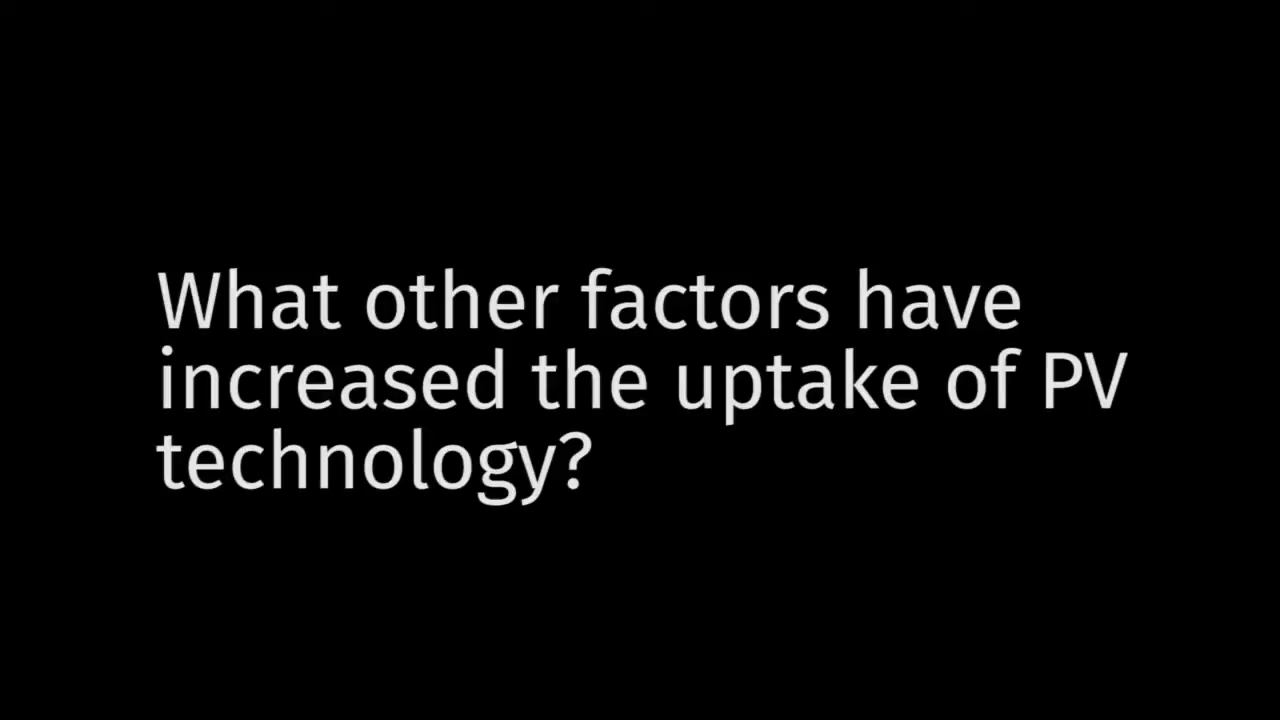 What other factors have
increased the uptake of PV
technology?